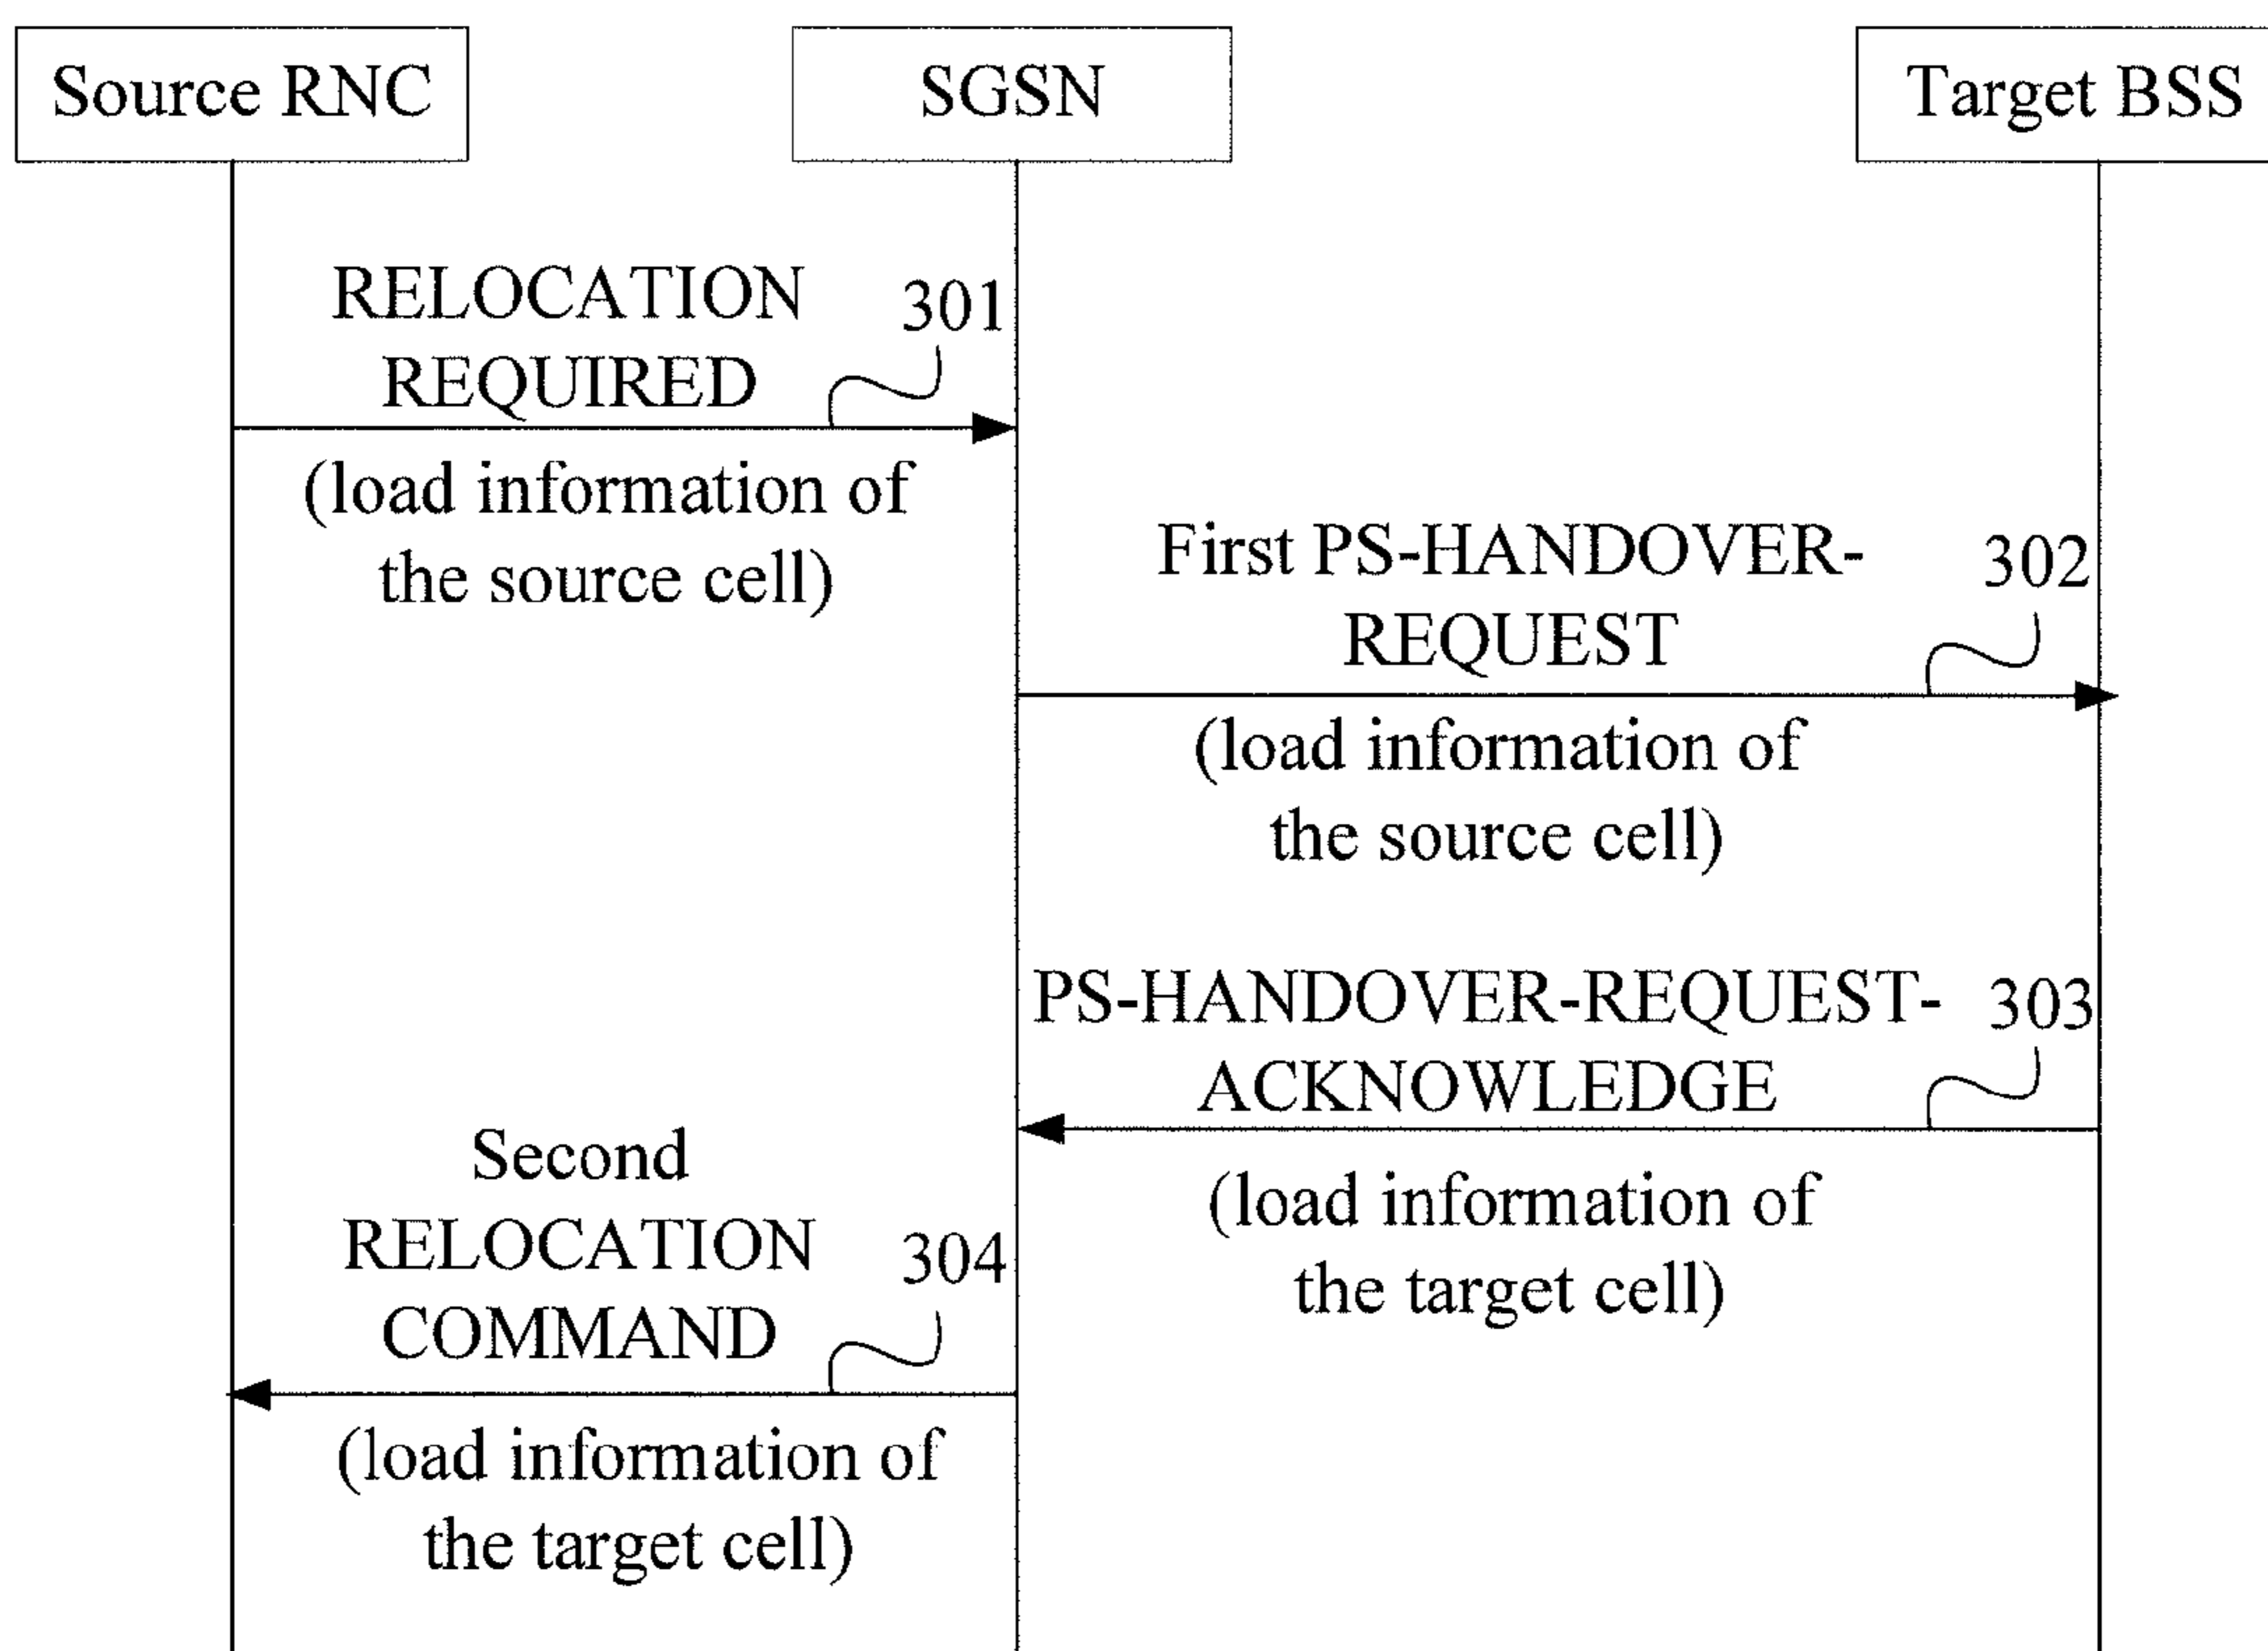 Source RNC
SGSN
Target BSS
RELOCATION
REQUIRED
301
(load information of
the source cell)
First PS-HANDOVER-
REQUEST
302
(load information of
the source cell)
PS-HANDOVER-REQUEST-
ACKNOWLEDGE
303
(load information of
the target cell)
Second
RELOCATION
COMMAND
304
(load information of
the target cell)